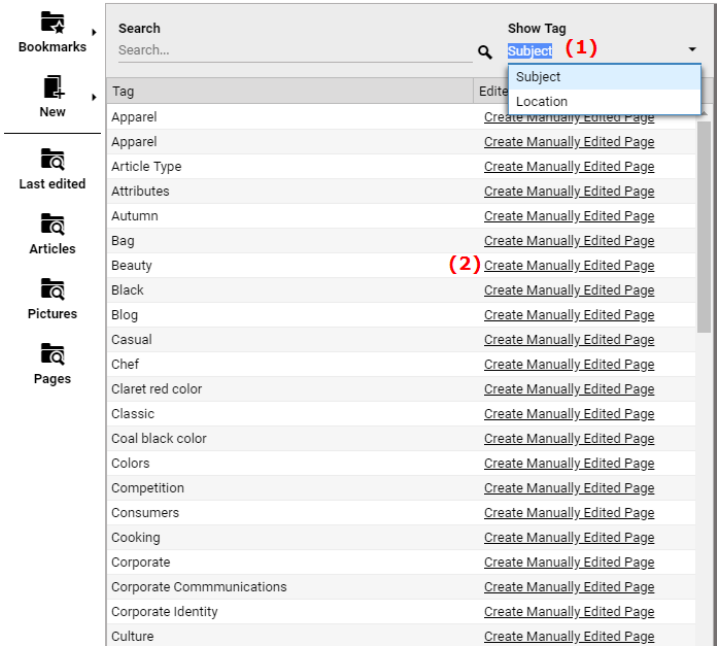 Bookmarks
New
Last edited
Articles
Pictures
Pages
Search
Search...
Show Tag
Subject (1)
Subject
Location
Tag Edite
Apparel Create Manually Edited Page
Apparel Create Manually Edited Page
Article Type Create Manually Edited Page
Attributes Create Manually Edited Page
Autumn Create Manually Edited Page
Bag Create Manually Edited Page
Beauty (2) Create Manually Edited Page
Black Create Manually Edited Page
Blog Create Manually Edited Page
Casual Create Manually Edited Page
Chef Create Manually Edited Page
Claret red color Create Manually Edited Page
Classic Create Manually Edited Page
Coal black color Create Manually Edited Page
Colors Create Manually Edited Page
Competition Create Manually Edited Page
Consumers Create Manually Edited Page
Cooking Create Manually Edited Page
Corporate Create Manually Edited Page
Corporate Commmunications Create Manually Edited Page
Corporate Identity Create Manually Edited Page
Culture Create Manually Edited Page